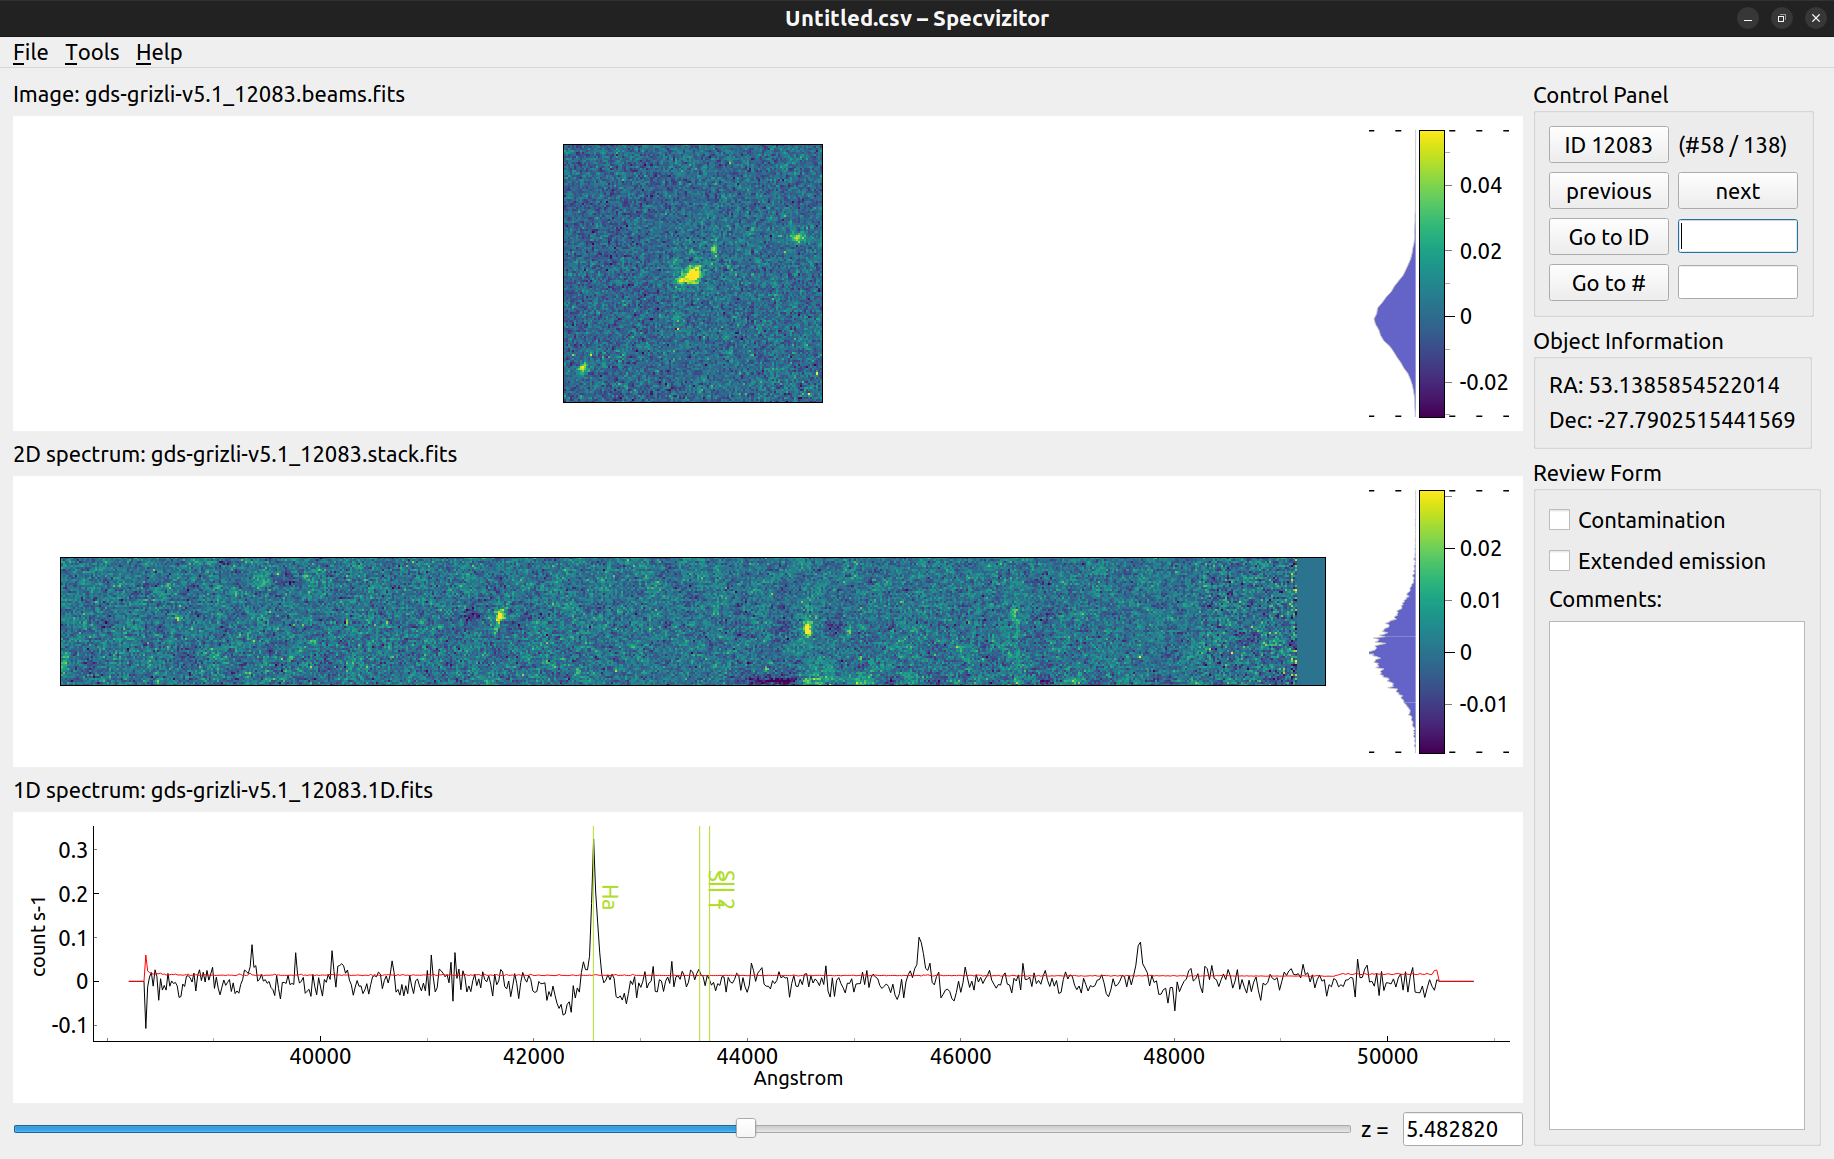 Untitled.csv – Specvizitor
File Tools Help
Image: gds-grizli-v5.1_12083.beams.fits
0.04
0.02
0
-0.02
2D spectrum: gds-grizli-v5.1_12083.stack.fits
0.02
0.01
0
-0.01
1D spectrum: gds-grizli-v5.1_12083.1D.fits
count s-1
0.3
0.2
0.1
0
-0.1
Ha
SII 1
SII 2
40000 42000 44000 46000 48000 50000
Angstrom
z = 5.482820
Control Panel
ID 12083 (#58 / 138)
previous next
Go to ID
Go to #
Object Information
RA: 53.1385854522014
Dec: -27.7902515441569
Review Form
Contamination
Extended emission
Comments: